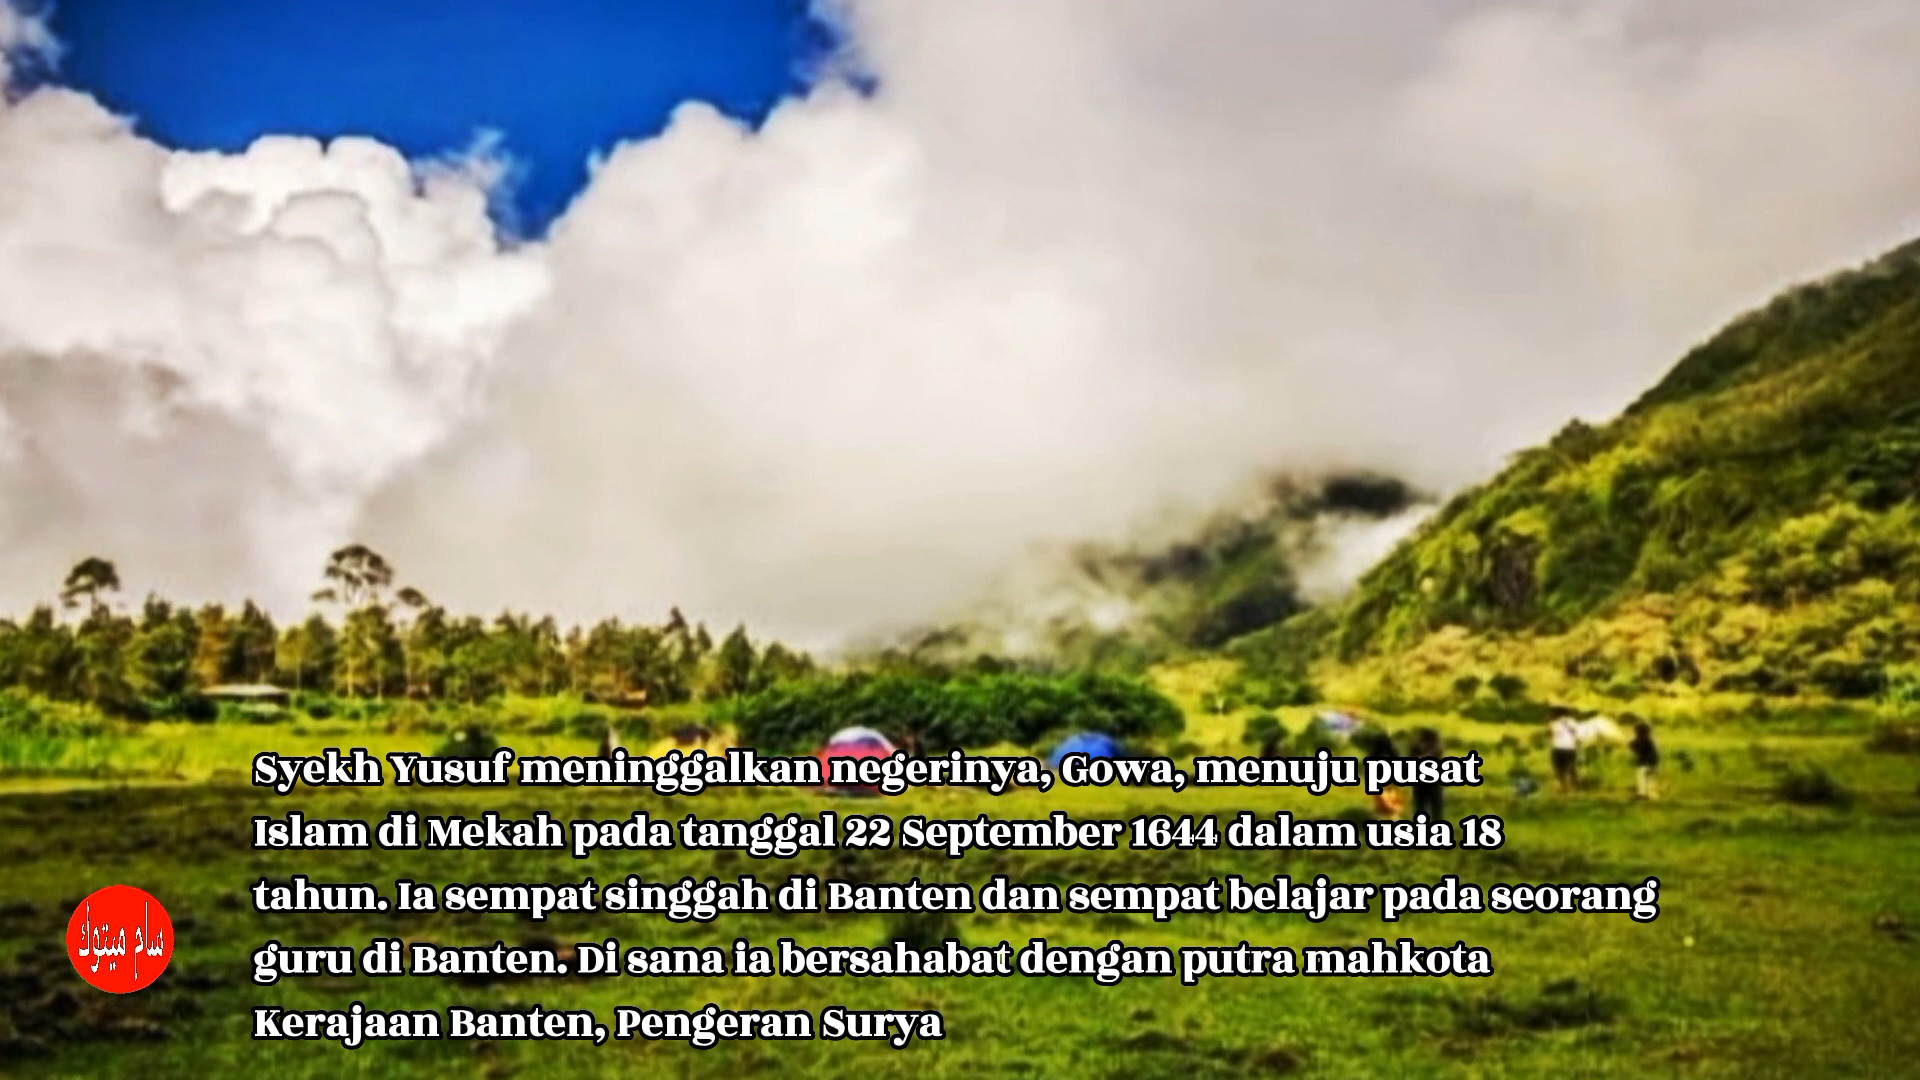 Syekh Yusuf meninggalkan negerinya, Gowa, menuju pusat
Islam di Mekah pada tanggal 22 September 1644 dalam usia 18
tahun. Ia sempat singgah di Banten dan sempat belajar pada seorang
guru di Banten. Di sana ia bersahabat dengan putra mahkota
Kerajaan Banten, Pengeran Surya
سام ميتوك